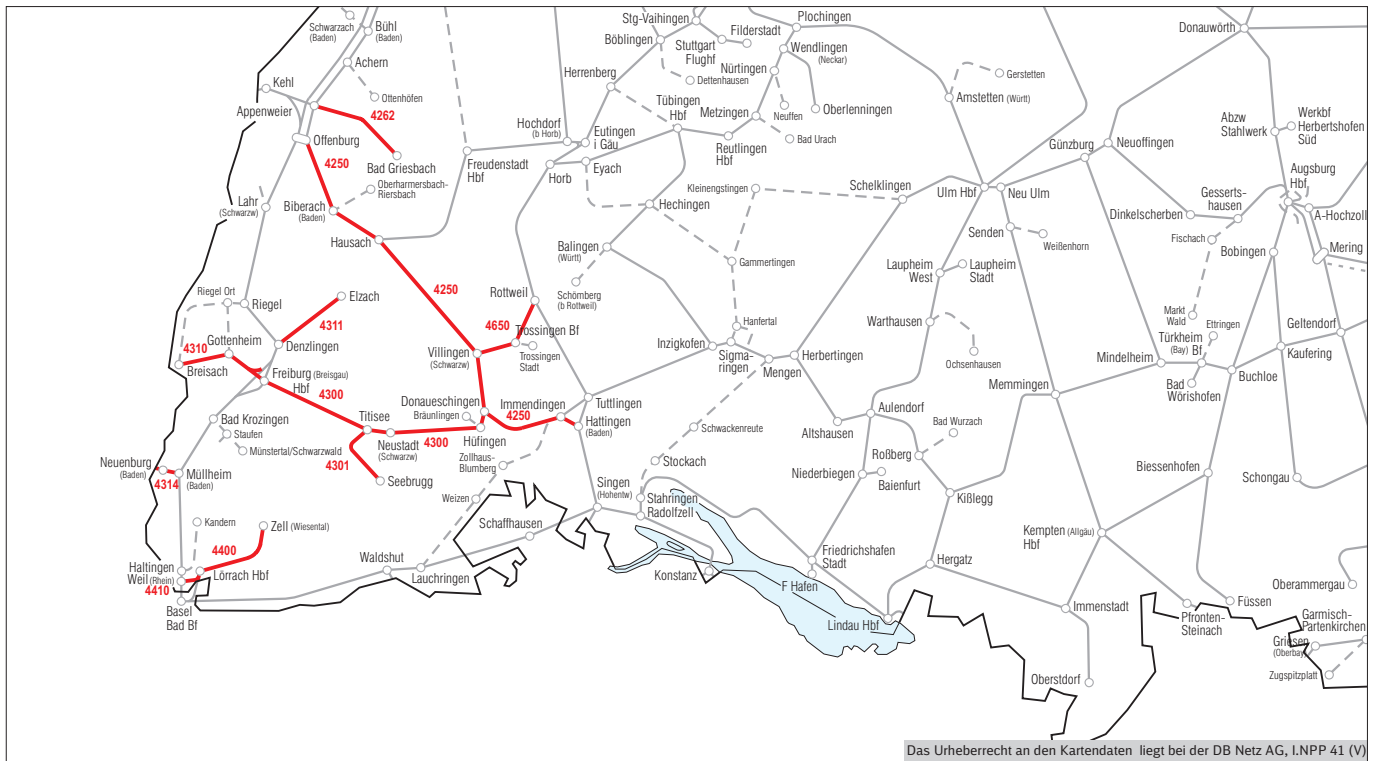 Schwarzach
(Baden)
Bühl
(Baden)
Achern
Ottenhöfen
Kehl
Appenweier
4262
Bad Griesbach
Offenburg
4250
Oberharmersbach-
Riersbach
Biberach
(Baden)
Lahr
(Schwarzw)
Hausach
Freudenstadt
Hbf
Hochdorf
(b Horb)
Eutingen
i Gäu
Horb
Eyach
Herrenberg
Böblingen
Stg-Vaihingen
Stuttgart
Flughf
Filderstadt
Dettenhausen
Plochingen
Wendlingen
(Neckar)
Nürtingen
Oberlenningen
Neuffen
Metzingen
Bad Urach
Tübingen
Hbf
Reutlingen
Hbf
Hechingen
Kleinengstingen
Balingen
(Württ)
Schömberg
(b Rottweil)
Gammertingen
Hanfertal
Schelklingen
Amstetten (Württ)
Gerstetten
Ulm Hbf
Neu Ulm
Günzburg
Neuoffingen
Donauwörth
Abzw
Stahlwerk
Werkbf
Herbertshofen
Süd
Augsburg
Hbf
Gesserts-
hausen
Dinkelscherben
Fischach
A-Hochzoll
Bobingen
Mering
Senden
Weißenhorn
Laupheim
West
Laupheim
Stadt
Warthausen
Ochsenhausen
Markt
Wald
Ettringen
Türkheim
(Bay) Bf
Geltendorf
Mindelheim
Kaufering
Bad
Wörishofen
Buchloe
Riegel Ort
Riegel
Elzach
4311
Denzlingen
Gottenheim
4310
Breisach
Freiburg (Breisgau)
Hbf
4300
4250
Rottweil
4650
Trossingen Bf
Trossingen
Stadt
Villingen
(Schwarzw)
Inzigkofen
Sigma-
ringen
Mengen
Herbertingen
Memmingen
Bad Krozingen
Staufen
Münstertal/Schwarzwald
Titisee
Neustadt
(Schwarzw)
4300
Donaueschingen
Bräunlingen
Hüfingen
4250
Immendingen
Tuttlingen
Hattingen
(Baden)
Zollhaus-
Blumberg
Schwackenreute
Altshausen
Aulendorf
Bad Wurzach
Roßberg
Neuenburg
(Baden)
4314
Müllheim
(Baden)
4301
Seebrugg
Weizen
Singen
(Hohentw)
Stockach
Stahringen
Radolfzell
Niederbiegen
Baienfurt
Kißlegg
Biessenhofen
Schongau
Kandern
Zell (Wiesental)
4400
Haltingen
Weil (Rhein)
4410
Lörrach Hbf
Basel
Bad Bf
Waldshut
Lauchringen
Schaffhausen
Konstanz
Friedrichshafen
Stadt
F Hafen
Lindau Hbf
Hergatz
Kempten (Allgäu)
Hbf
Immenstadt
Oberstdorf
Pfronten-
Steinach
Füssen
Oberammergau
Garmisch-
Partenkirchen
Griesen
(Oberbay)
Zugspitzplatt
Das Urheberrecht an den Kartendaten liegt bei der DB Netz AG, I.NPP 41 (V)